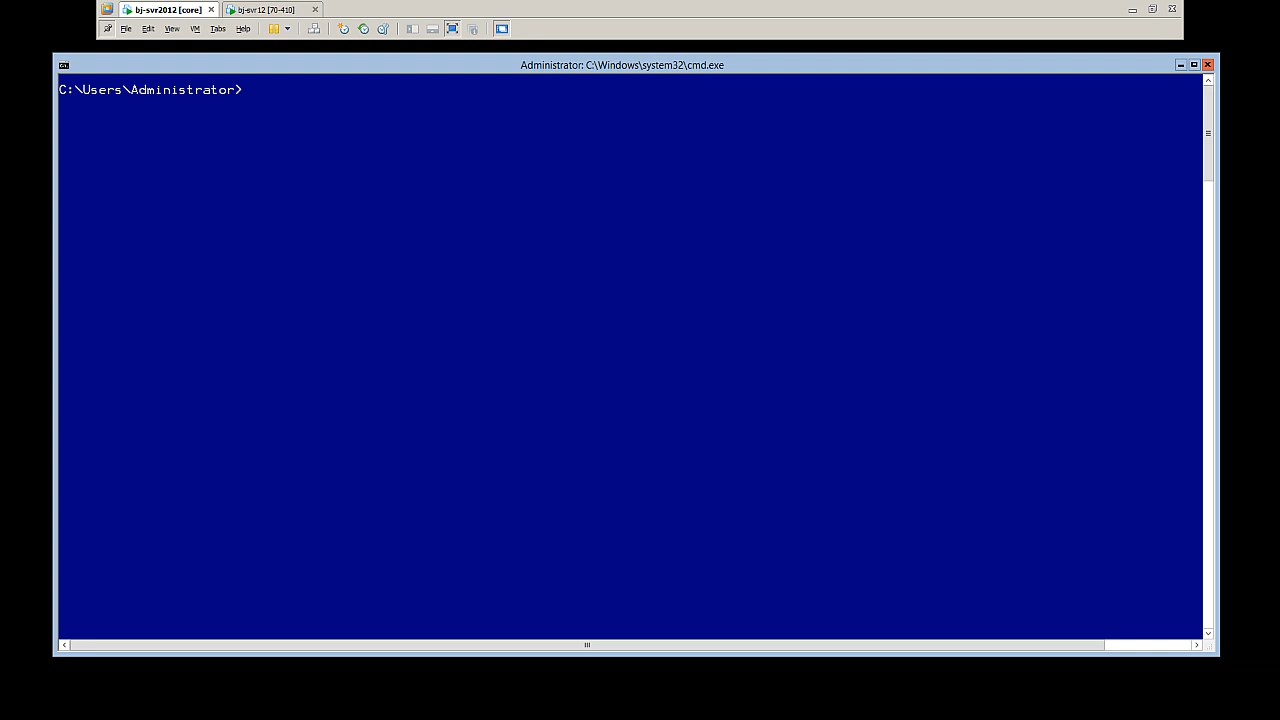 bj-svr2012 [core]
bj-svr12 [70-410]
File Edit View VM Tabs Help
Administrator: C:\Windows\system32\cmd.exe
C:\Users\Administrator>